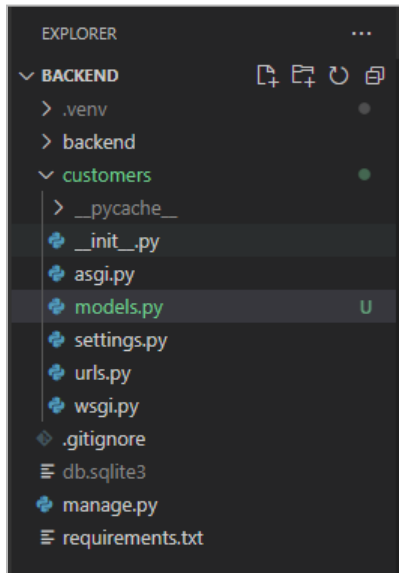 EXPLORER ...
BACKEND
.venv
backend
customers
__pycache__
__init__.py
asgi.py
models.py U
settings.py
urls.py
wsgi.py
.gitignore
db.sqlite3
manage.py
requirements.txt